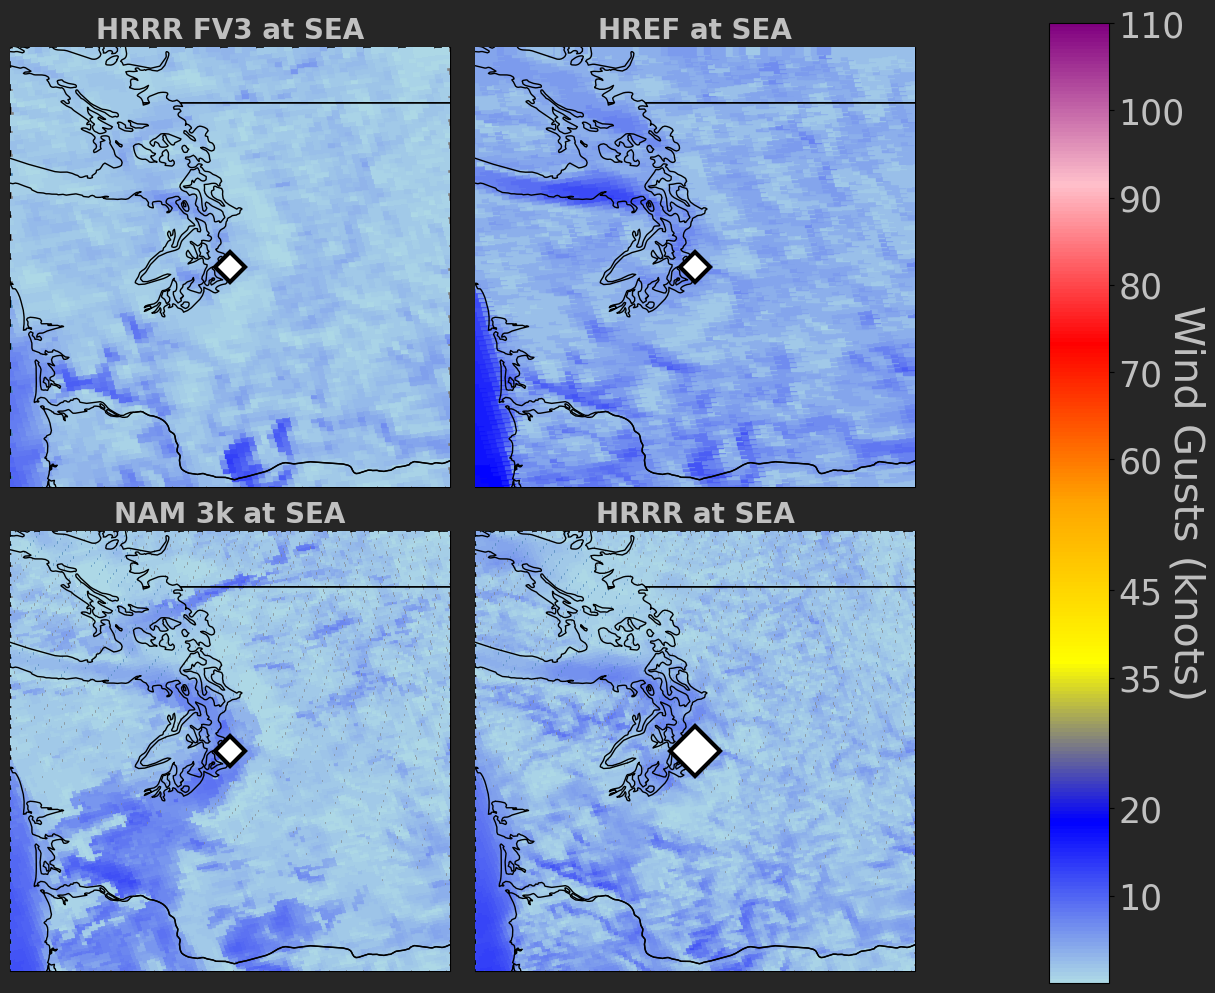 HRRR FV3 at SEA
HREF at SEA
NAM 3k at SEA
HRRR at SEA
110
100
90
80
70
60
45
35
20
10
Wind Gusts (knots)